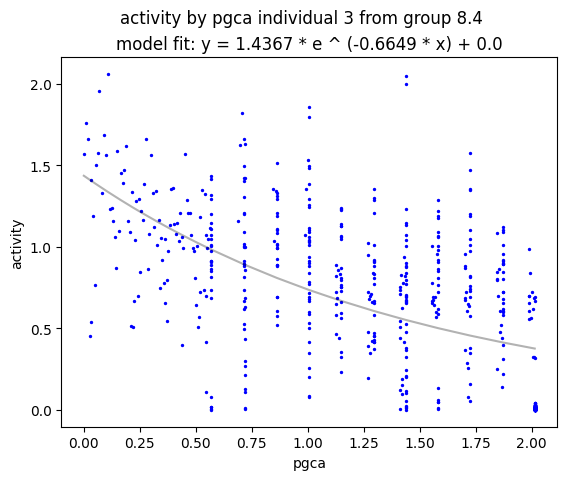 activity by pgca individual 3 from group 8.4
model fit: y = 1.4367 * e ^ (-0.6649 * x) + 0.0
2.0
1.5
1.0
0.5
0.0
activity
0.00 0.25 0.50 0.75 1.00 1.25 1.50 1.75 2.00
pgca